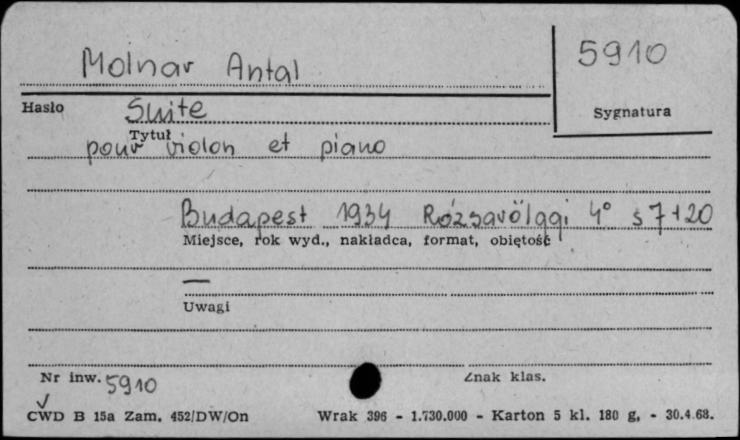 Molnar Antal
5910
Hasło
Suite
Sygnatura
Tytuł
pour violon et piano
Budapest 1934 Rózsavölggi 4° s 7+20
Miejsce, rok wyd., nakładca, format, objętość
—
Uwagi
Nr inw. 5910
Znak klas.
CWD B 15a Zam. 452/DW/On
Wrak 396 - 1.730.000 - Karton 5 kl. 180 g, - 30.4.68.